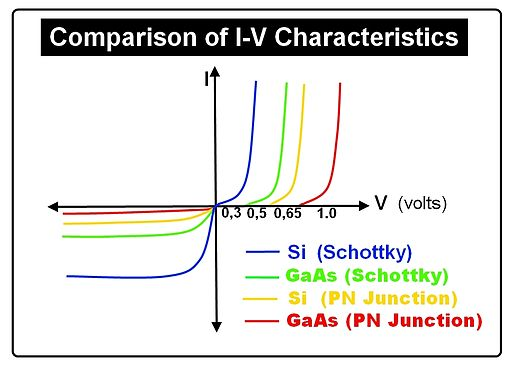 Comparison of I-V Characteristics
I
0,3 0,5 0,65 1.0 V (volts)
Si (Schottky)
GaAs (Schottky)
Si (PN Junction)
GaAs (PN Junction)